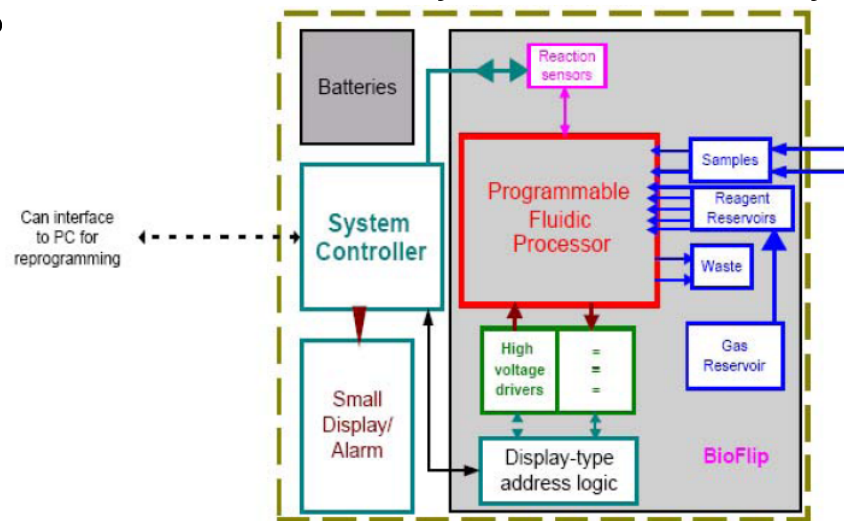 Batteries
Reaction
sensors
Samples
Programmable
Fluidic
Processor
Reagent
Reservoirs
Can interface
to PC for
reprogramming
System
Controller
Waste
High
voltage
drivers
=
=
=
Gas
Reservoir
Small
Display/
Alarm
Display-type
address logic
BioFlip